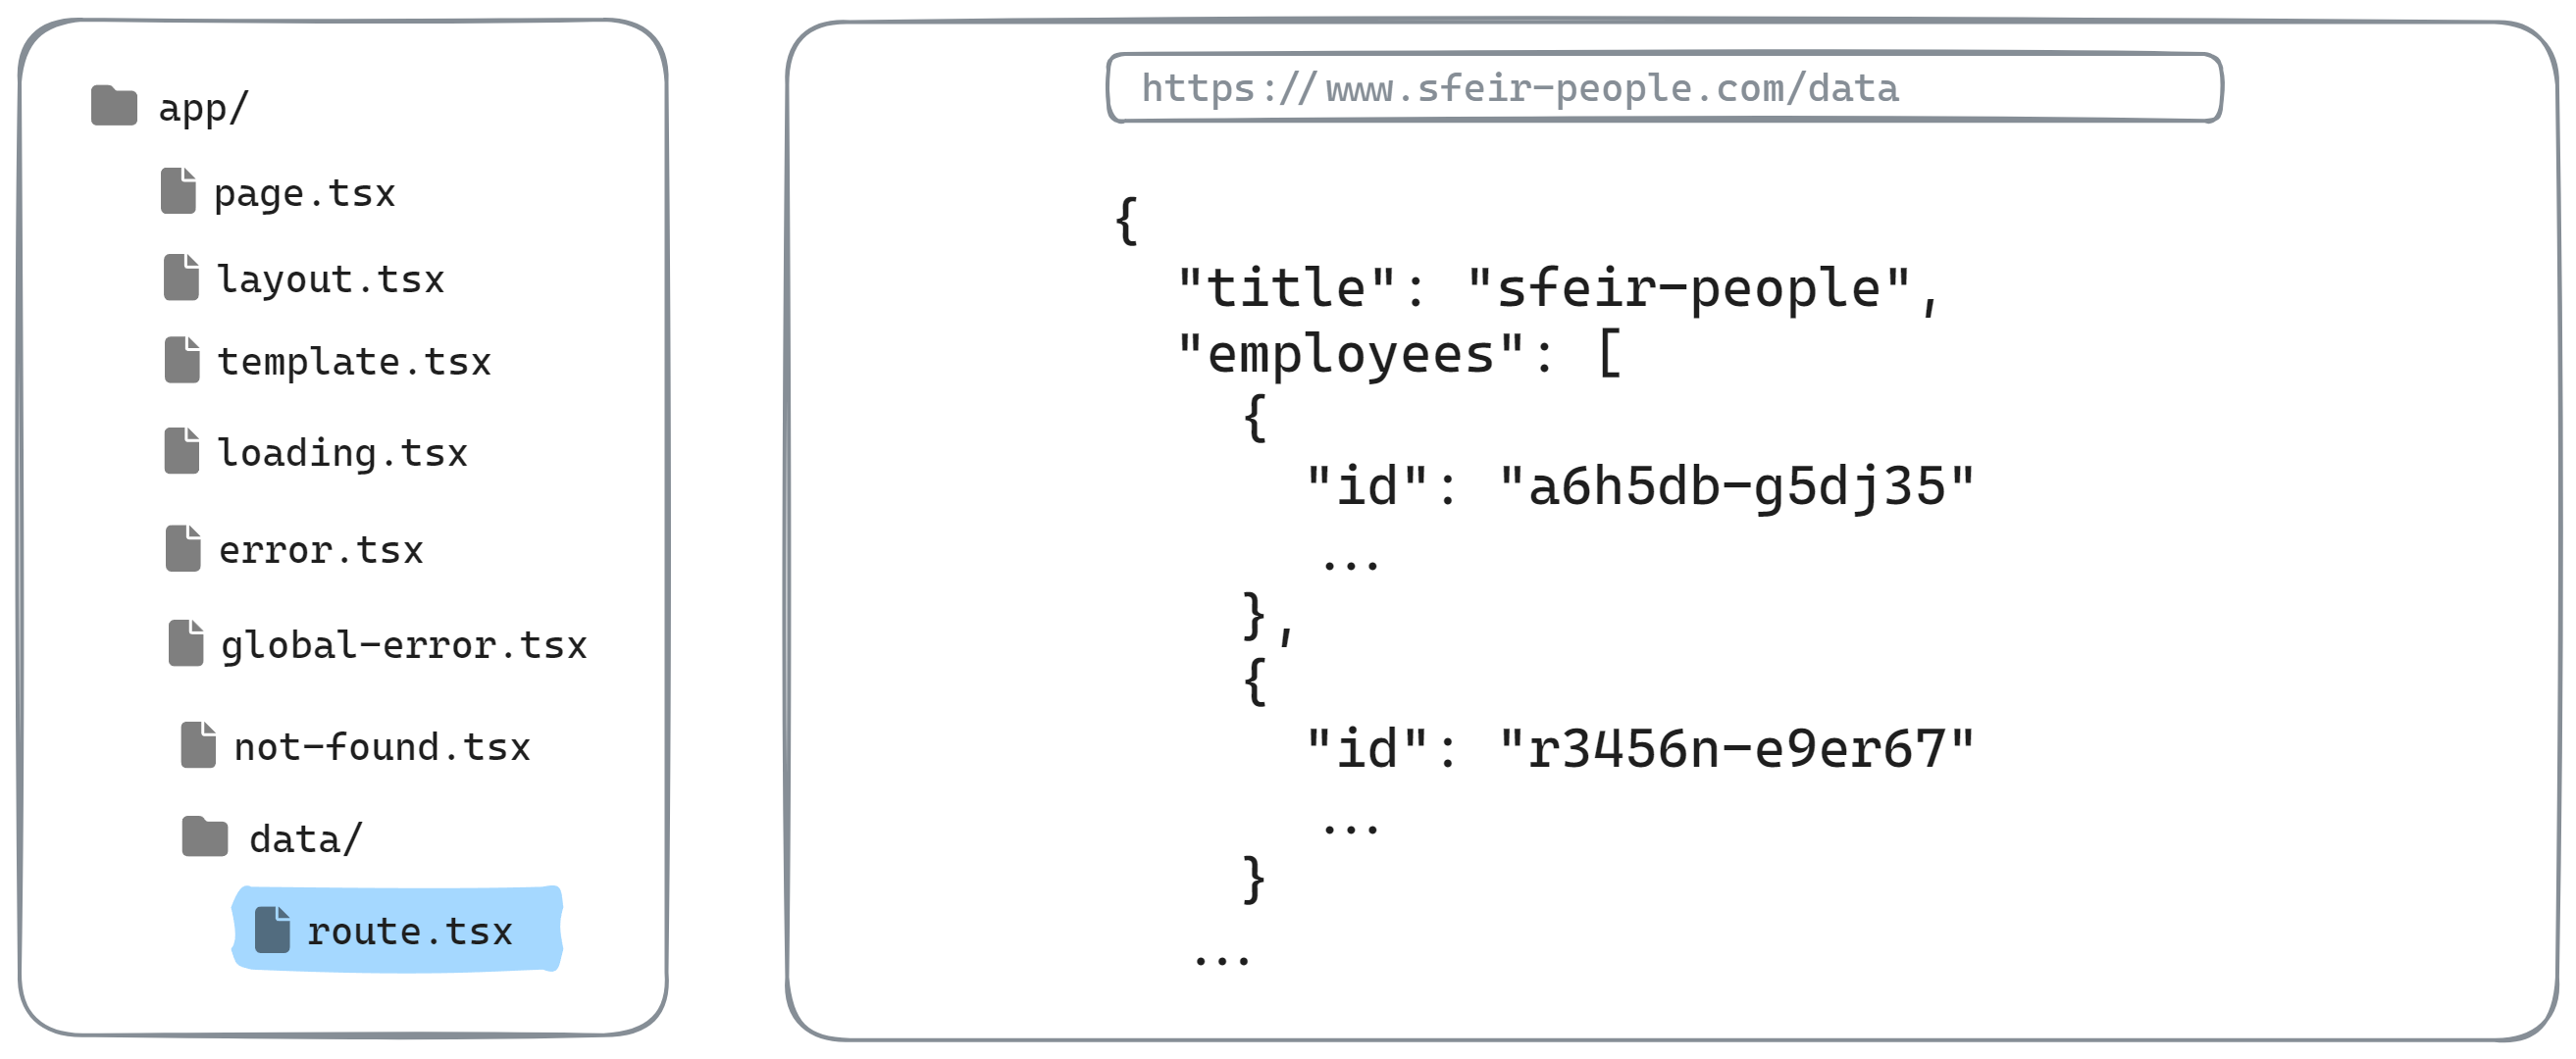 app/
page.tsx
layout.tsx
template.tsx
loading.tsx
error.tsx
global-error.tsx
not-found.tsx
data/
route.tsx
https://www.sfeir-people.com/data
{
"title": "sfeir-people",
"employees": [
{
"id": "a6h5db-g5dj35"
...
},
{
"id": "r3456n-e9er67"
...
}
...